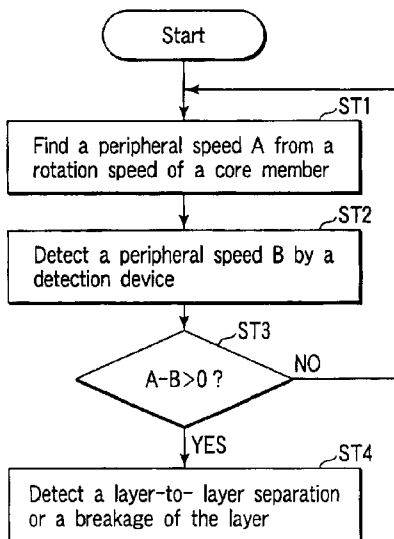 Start
ST1
Find a peripheral speed A from a
rotation speed of a core member
ST2
Detect a peripheral speed B by a
detection device
ST3
A-B>0 ?
NO
YES
ST4
Detect a layer-to- layer separation
or a breakage of the layer